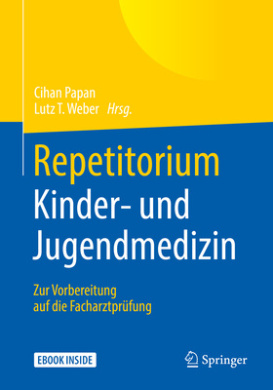 Cihan Papan
Lutz T. Weber Hrsg.
Repetitorium
Kinder- und
Jugendmedizin
Zur Vorbereitung
auf die Facharztprüfung
EBOOK INSIDE
Springer